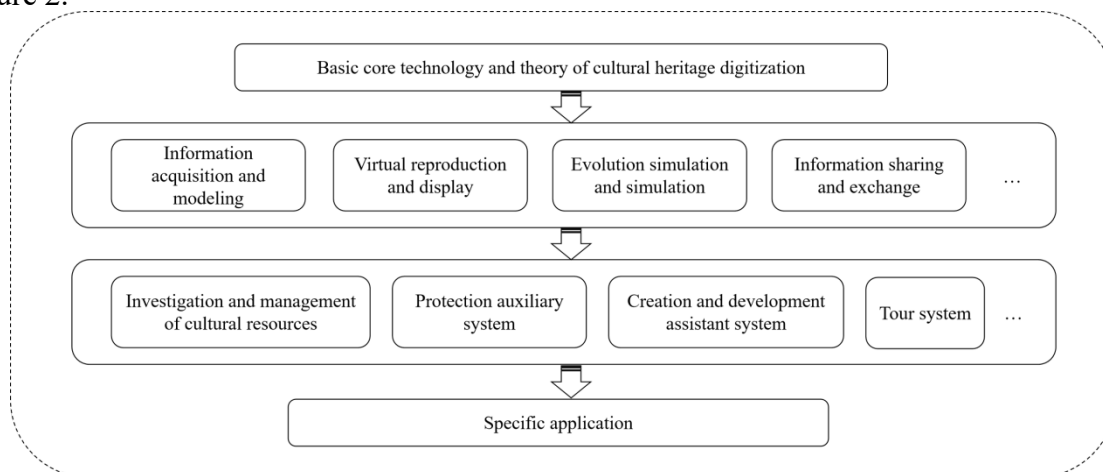 Basic core technology and theory of cultural heritage digitization
Information
acquisition and
modeling
Virtual reproduction
and display
Evolution simulation
and simulation
Information sharing
and exchange
…
Investigation and management
of cultural resources
Protection auxiliary
system
Creation and development
assistant system
Tour system
…
Specific application